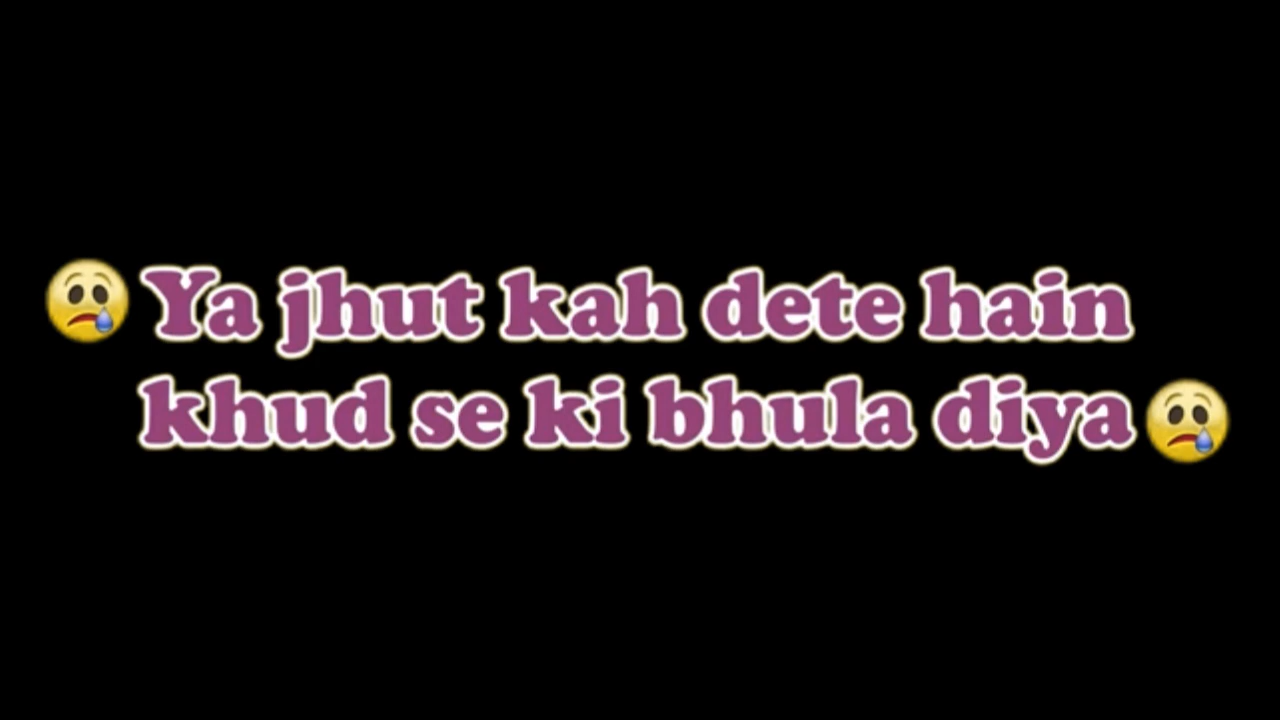 😢 Ya jhut kah dete hain
khud se ki bhula diya 😢